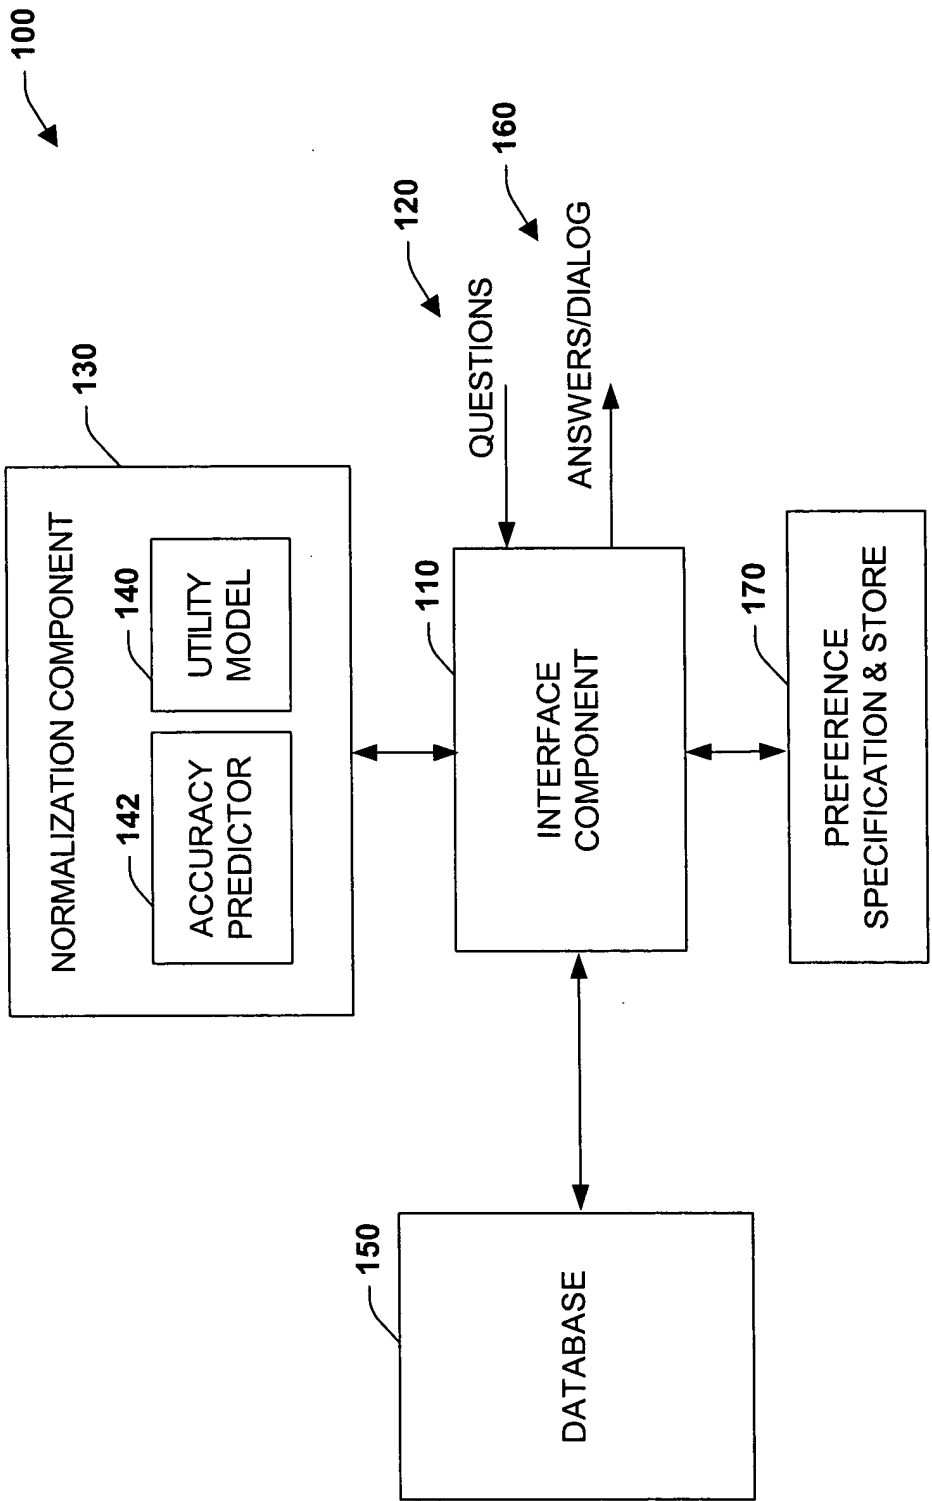 100
130
NORMALIZATION COMPONENT
142
ACCURACY
PREDICTOR
140
UTILITY
MODEL
120
QUESTIONS
160
ANSWERS/DIALOG
110
INTERFACE
COMPONENT
150
DATABASE
170
PREFERENCE
SPECIFICATION & STORE